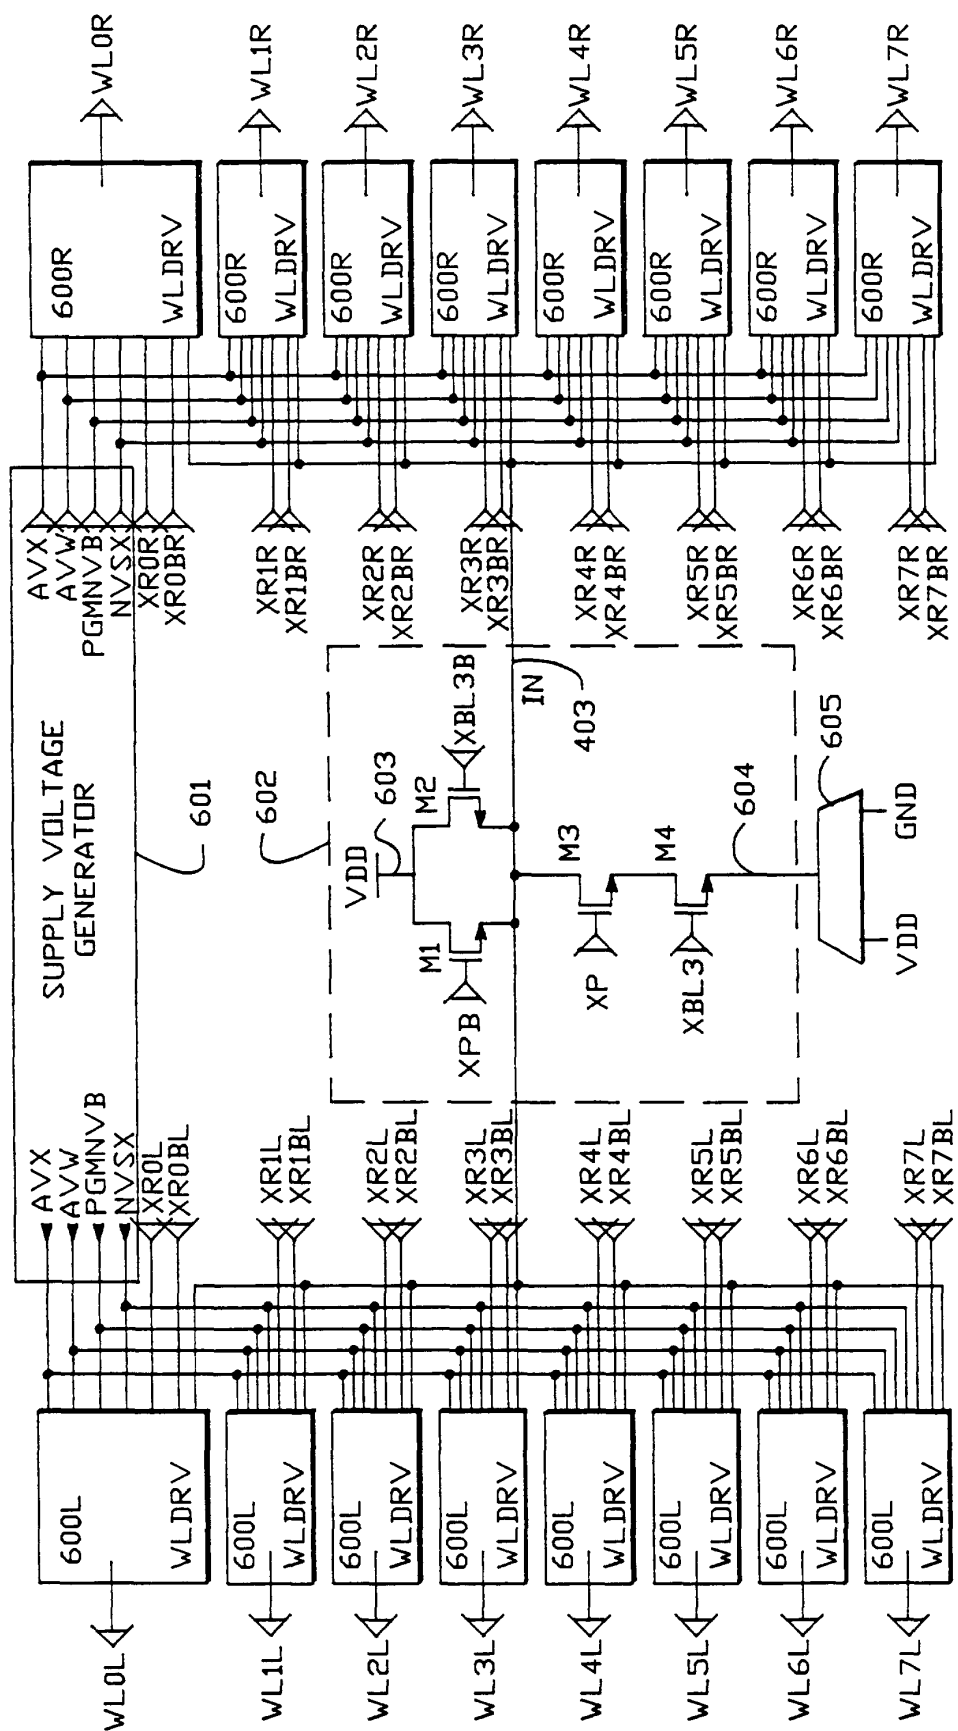 WL0R
WL1R
WL2R
WL3R
WL4R
WL5R
WL6R
WL7R
600R
WLDRV
600R
WLDRV
600R
WLDRV
600R
WLDRV
600R
WLDRV
600R
WLDRV
600R
WLDRV
600R
WLDRV
AVX
AVW
PGMNVB
NVSX
XR0R
XR0BR
XR1R
XR1BR
XR2R
XR2BR
XR3R
XR3BR
XR4R
XR4BR
XR5R
XR5BR
XR6R
XR6BR
XR7R
XR7BR
SUPPLY VOLTAGE
GENERATOR
601
602
VDD
603
M1
M2
XPB
XBL3B
IN
403
M3
XP
M4
XBL3
604
605
VDD
GND
AVX
AVW
PGMNVB
NVSX
XR0L
XR0BL
XR1L
XR1BL
XR2L
XR2BL
XR3L
XR3BL
XR4L
XR4BL
XR5L
XR5BL
XR6L
XR6BL
XR7L
XR7BL
600L
WLDRV
600L
WLDRV
600L
WLDRV
600L
WLDRV
600L
WLDRV
600L
WLDRV
600L
WLDRV
600L
WLDRV
WL0L
WL1L
WL2L
WL3L
WL4L
WL5L
WL6L
WL7L